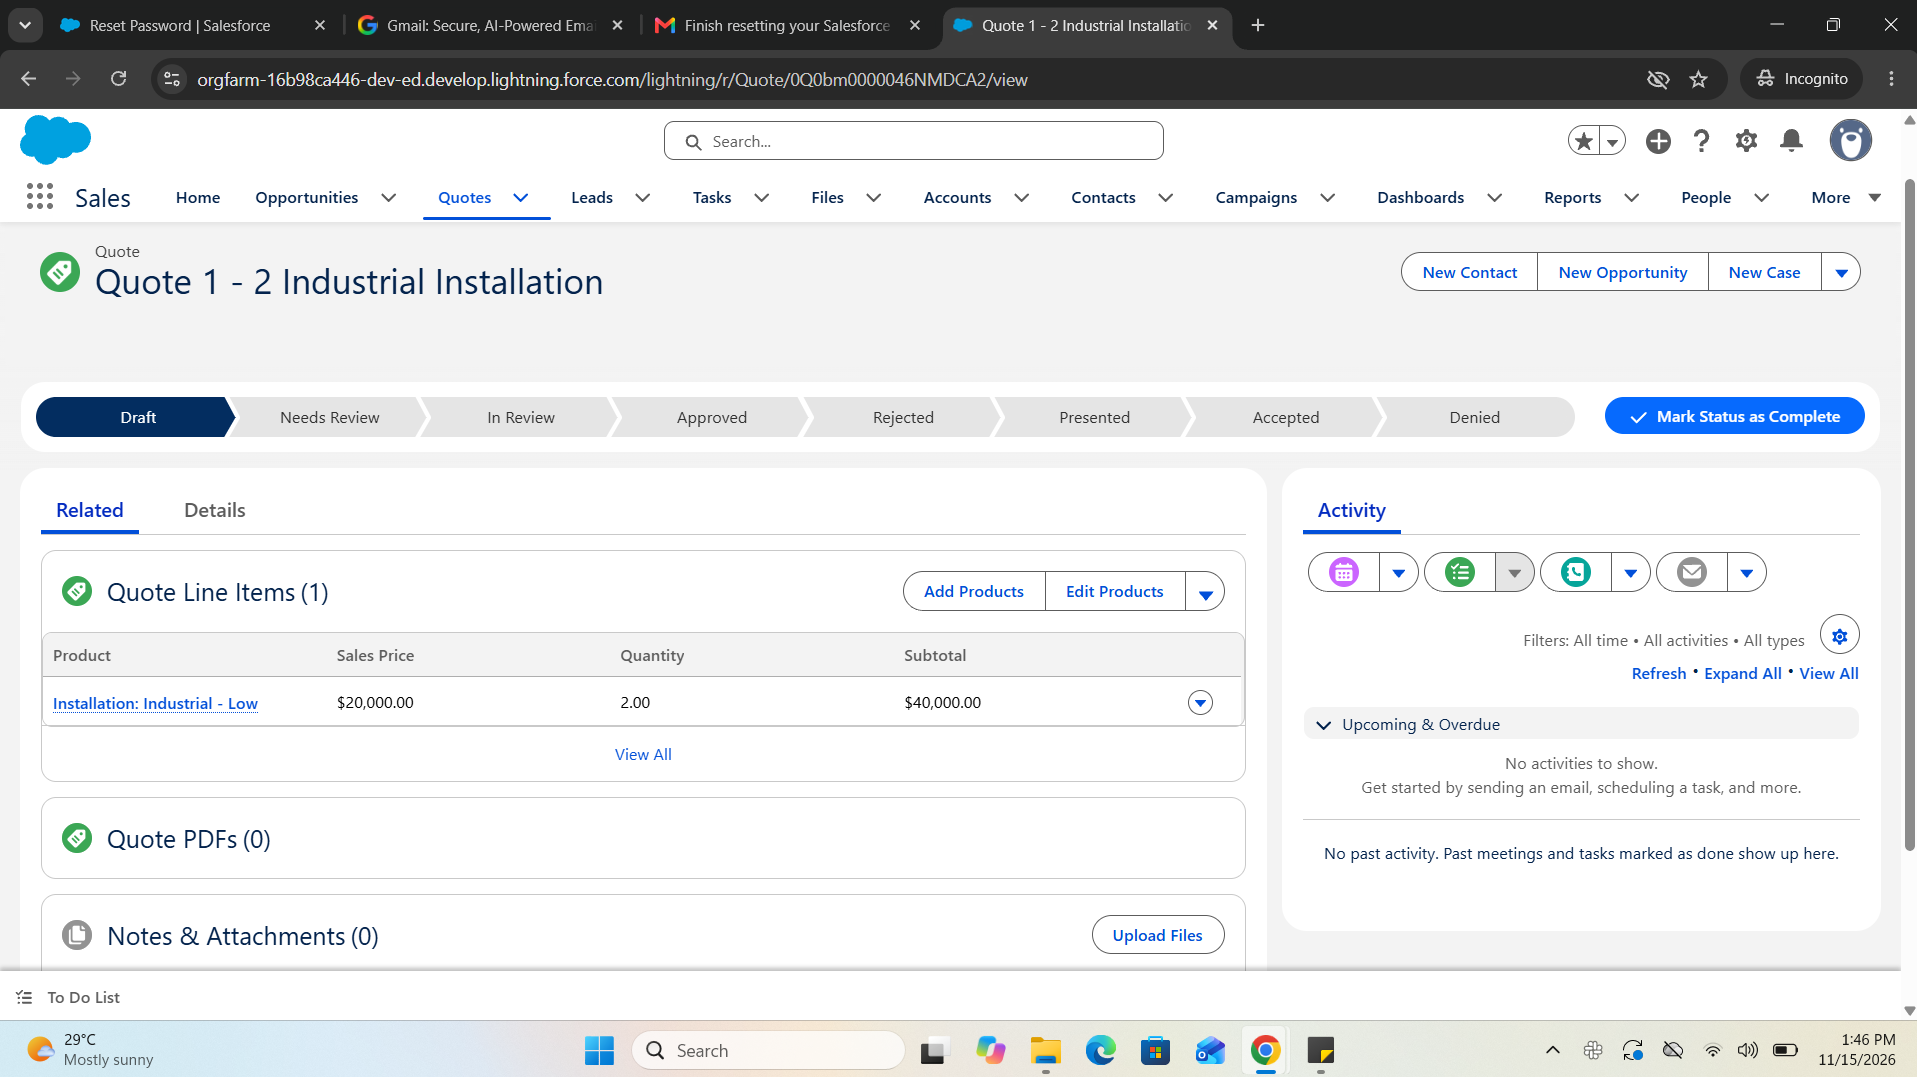 Reset Password | Salesforce
Gmail: Secure, AI-Powered Emai
Finish resetting your Salesforce
Quote 1 - 2 Industrial Installatio
orgfarm-16b98ca446-dev-ed.develop.lightning.force.com/lightning/r/Quote/0Q0bm0000046NMDCA2/view
Incognito
Search...
Sales
Home
Opportunities
Quotes
Leads
Tasks
Files
Accounts
Contacts
Campaigns
Dashboards
Reports
People
More
Quote
Quote 1 - 2 Industrial Installation
New Contact
New Opportunity
New Case
Draft
Needs Review
In Review
Approved
Rejected
Presented
Accepted
Denied
Mark Status as Complete
Related
Details
Quote Line Items (1)
Add Products
Edit Products
Product
Sales Price
Quantity
Subtotal
Installation: Industrial - Low
$20,000.00
2.00
$40,000.00
View All
Quote PDFs (0)
Notes & Attachments (0)
Upload Files
Activity
Filters: All time • All activities • All types
Refresh • Expand All • View All
Upcoming & Overdue
No activities to show.
Get started by sending an email, scheduling a task, and more.
No past activity. Past meetings and tasks marked as done show up here.
To Do List
29°C
Mostly sunny
Search
1:46 PM
11/15/2026